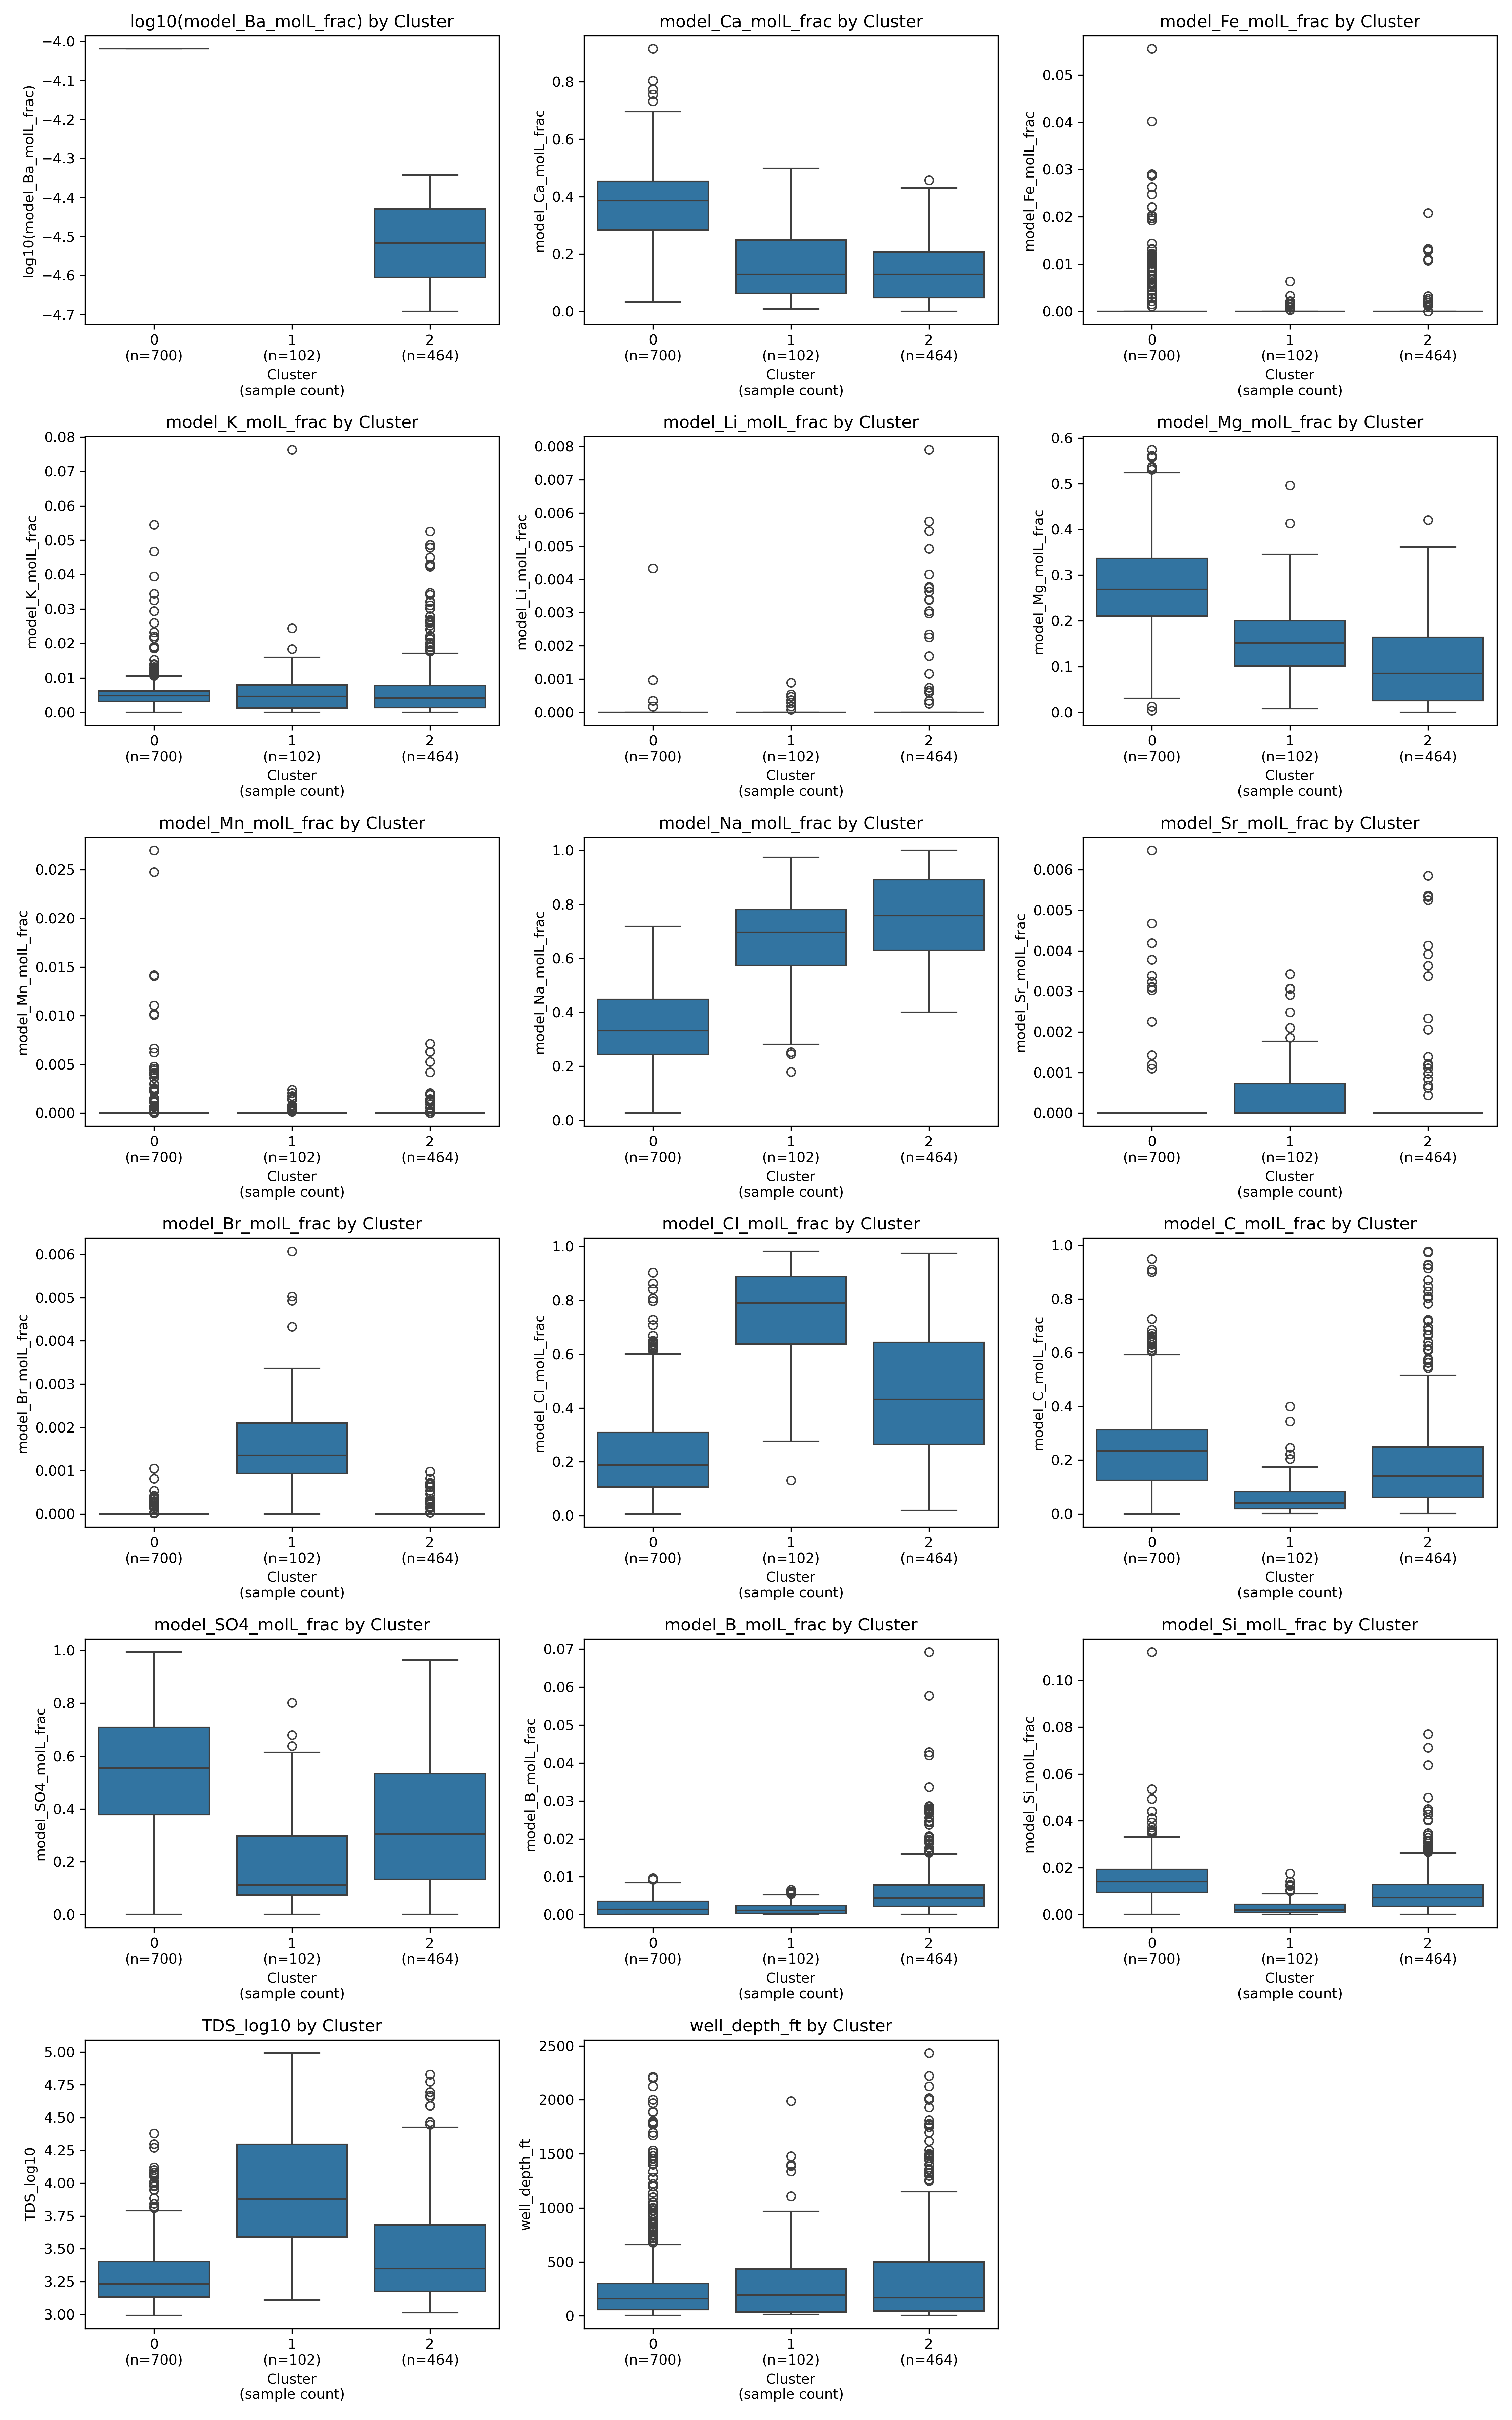 log10(model_Ba_molL_frac) by Cluster
log10(model_Ba_molL_frac)
−4.0
−4.1
−4.2
−4.3
−4.4
−4.5
−4.6
−4.7
0 1 2
(n=700) (n=102) (n=464)
Cluster
(sample count)
model_Ca_molL_frac by Cluster
model_Ca_molL_frac
0.8
0.6
0.4
0.2
0.0
0 1 2
(n=700) (n=102) (n=464)
Cluster
(sample count)
model_Fe_molL_frac by Cluster
model_Fe_molL_frac
0.05
0.04
0.03
0.02
0.01
0.00
0 1 2
(n=700) (n=102) (n=464)
Cluster
(sample count)
model_K_molL_frac by Cluster
model_K_molL_frac
0.08
0.07
0.06
0.05
0.04
0.03
0.02
0.01
0.00
0 1 2
(n=700) (n=102) (n=464)
Cluster
(sample count)
model_Li_molL_frac by Cluster
model_Li_molL_frac
0.008
0.007
0.006
0.005
0.004
0.003
0.002
0.001
0.000
0 1 2
(n=700) (n=102) (n=464)
Cluster
(sample count)
model_Mg_molL_frac by Cluster
model_Mg_molL_frac
0.6
0.5
0.4
0.3
0.2
0.1
0.0
0 1 2
(n=700) (n=102) (n=464)
Cluster
(sample count)
model_Mn_molL_frac by Cluster
model_Mn_molL_frac
0.025
0.020
0.015
0.010
0.005
0.000
0 1 2
(n=700) (n=102) (n=464)
Cluster
(sample count)
model_Na_molL_frac by Cluster
model_Na_molL_frac
1.0
0.8
0.6
0.4
0.2
0.0
0 1 2
(n=700) (n=102) (n=464)
Cluster
(sample count)
model_Sr_molL_frac by Cluster
model_Sr_molL_frac
0.006
0.005
0.004
0.003
0.002
0.001
0.000
0 1 2
(n=700) (n=102) (n=464)
Cluster
(sample count)
model_Br_molL_frac by Cluster
model_Br_molL_frac
0.006
0.005
0.004
0.003
0.002
0.001
0.000
0 1 2
(n=700) (n=102) (n=464)
Cluster
(sample count)
model_Cl_molL_frac by Cluster
model_Cl_molL_frac
1.0
0.8
0.6
0.4
0.2
0.0
0 1 2
(n=700) (n=102) (n=464)
Cluster
(sample count)
model_C_molL_frac by Cluster
model_C_molL_frac
1.0
0.8
0.6
0.4
0.2
0.0
0 1 2
(n=700) (n=102) (n=464)
Cluster
(sample count)
model_SO4_molL_frac by Cluster
model_SO4_molL_frac
1.0
0.8
0.6
0.4
0.2
0.0
0 1 2
(n=700) (n=102) (n=464)
Cluster
(sample count)
model_B_molL_frac by Cluster
model_B_molL_frac
0.07
0.06
0.05
0.04
0.03
0.02
0.01
0.00
0 1 2
(n=700) (n=102) (n=464)
Cluster
(sample count)
model_Si_molL_frac by Cluster
model_Si_molL_frac
0.10
0.08
0.06
0.04
0.02
0.00
0 1 2
(n=700) (n=102) (n=464)
Cluster
(sample count)
TDS_log10 by Cluster
TDS_log10
5.00
4.75
4.50
4.25
4.00
3.75
3.50
3.25
3.00
0 1 2
(n=700) (n=102) (n=464)
Cluster
(sample count)
well_depth_ft by Cluster
well_depth_ft
2500
2000
1500
1000
500
0
0 1 2
(n=700) (n=102) (n=464)
Cluster
(sample count)